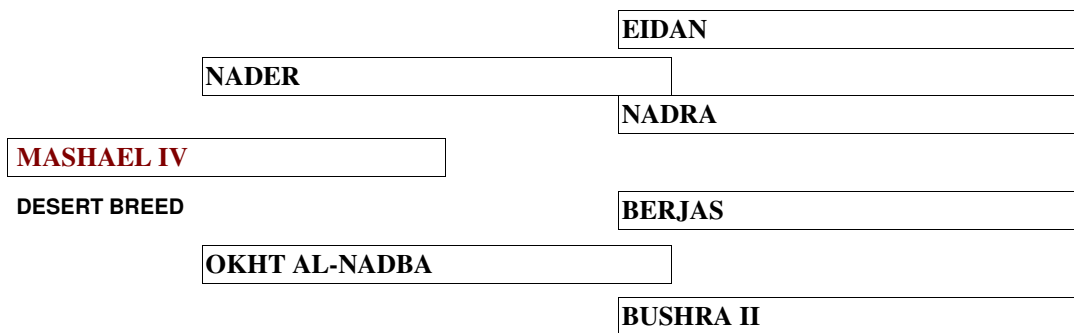 EIDAN
NADER
NADRA
MASHAEL IV
DESERT BREED
BERJAS
OKHT AL-NADBA
BUSHRA II